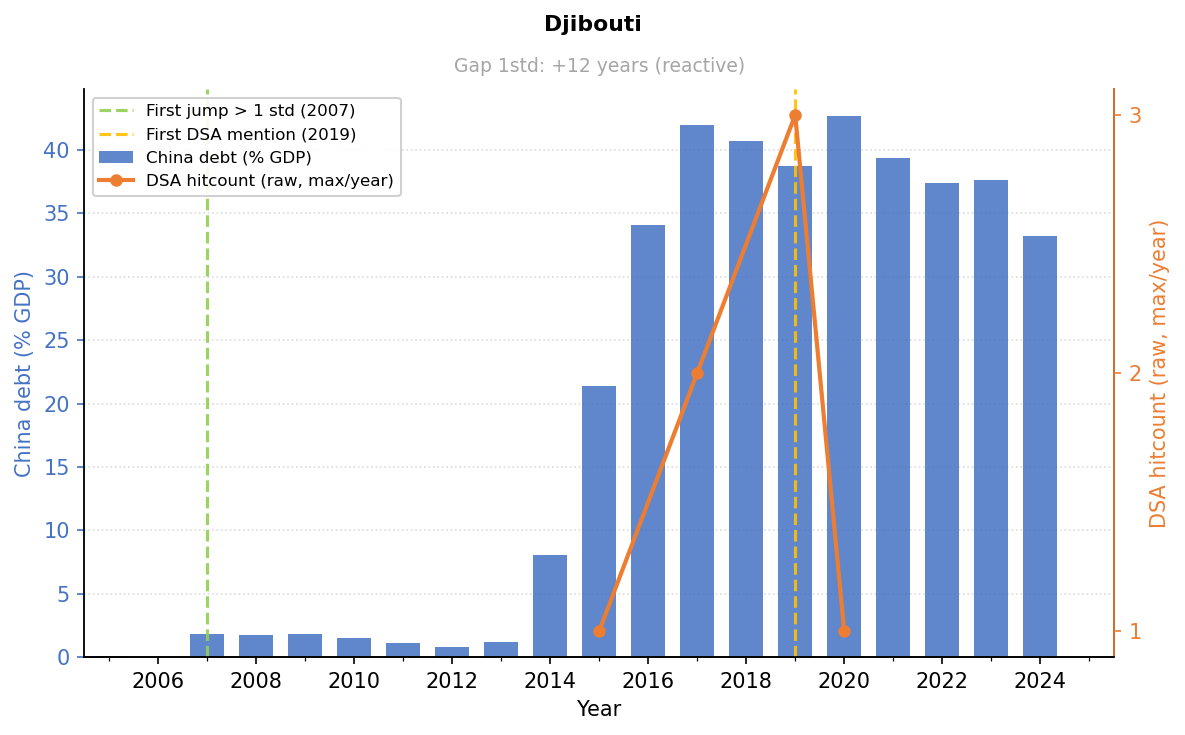 Djibouti
Gap 1std: +12 years (reactive)
First jump > 1 std (2007)
First DSA mention (2019)
China debt (% GDP)
DSA hitcount (raw, max/year)
China debt (% GDP)
40
35
30
25
20
15
10
5
0
3
2
1
DSA hitcount (raw, max/year)
2006 2008 2010 2012 2014 2016 2018 2020 2022 2024
Year